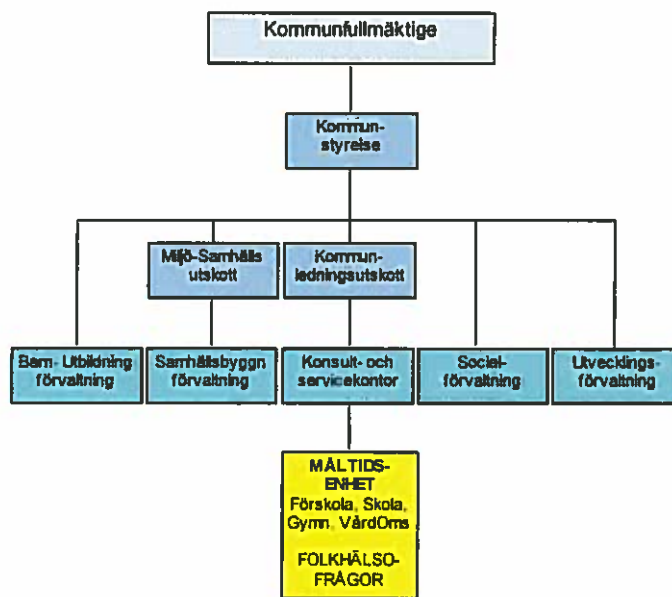 Kommunfullmäktige
Kommun-
styrelse
Miljö-Samhälls
utskott
Kommun-
ledningsutskott
Barn- Utbildning
förvaltning
Samhällsbyggn
förvaltning
Konsult- och
servicekontor
Social-
förvaltning
Utvecklings-
förvaltning
MÅLTIDS-
ENHET
Förskola, Skola,
Gymn, VårdOms
FOLKHÄLSO-
FRÅGOR